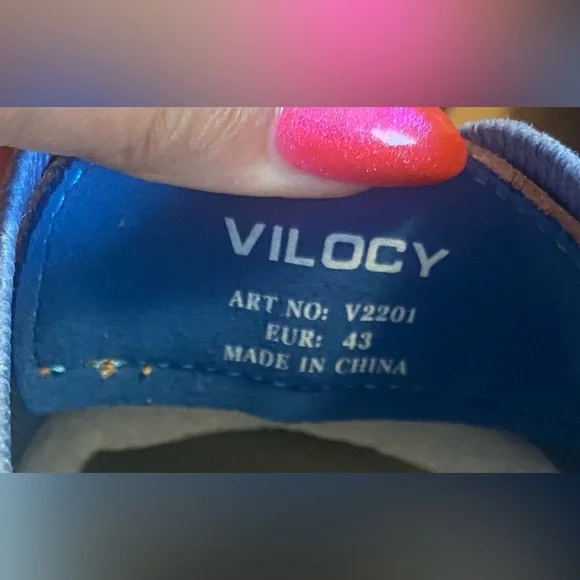 VILOCY
ART NO: V2201
EUR: 43
MADE IN CHINA